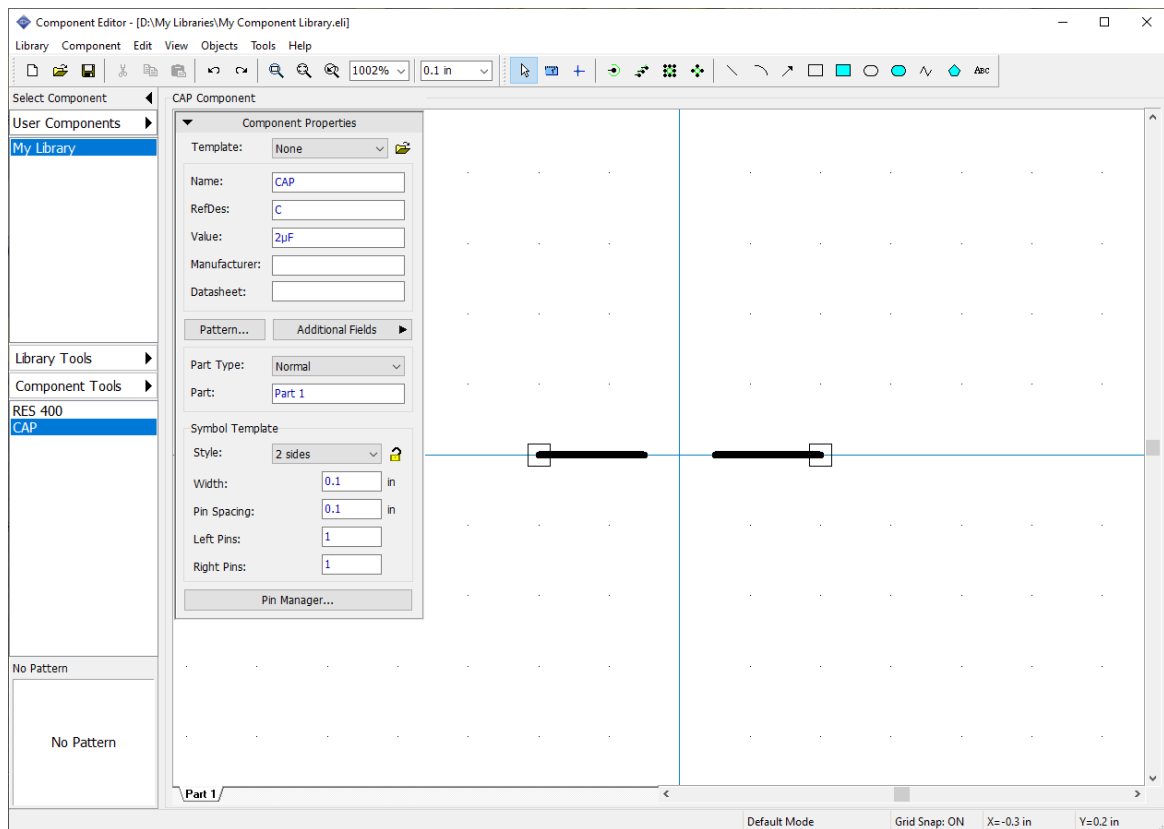 Component Editor - [D:\My Libraries\My Component Library.eli]
Library Component Edit View Objects Tools Help
1002% 0.1 in ABC
Select Component
CAP Component
User Components
My Library
Component Properties
Template: None
Name: CAP
RefDes: C
Value: 2µF
Manufacturer:
Datasheet:
Pattern... Additional Fields
Library Tools
Component Tools
RES 400
CAP
Part Type: Normal
Part: Part 1
Symbol Template
Style: 2 sides
Width: 0.1 in
Pin Spacing: 0.1 in
Left Pins: 1
Right Pins: 1
Pin Manager...
No Pattern
No Pattern
Part 1
Default Mode Grid Snap: ON X=-0.3 in Y=0.2 in